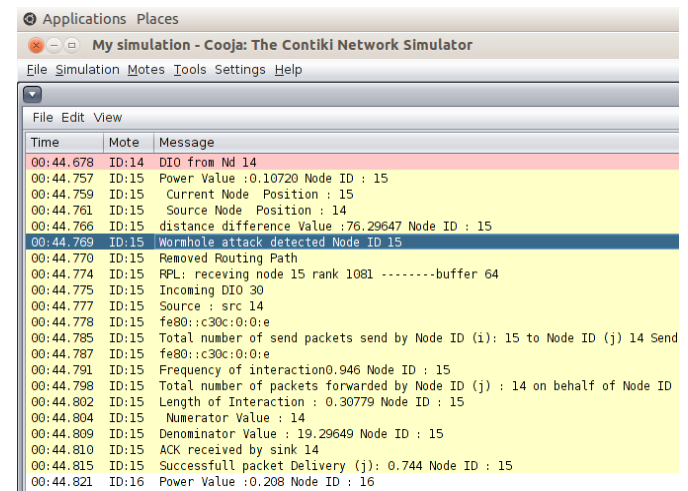 Applications Places
My simulation - Cooja: The Contiki Network Simulator
File Simulation Motes Tools Settings Help
File Edit View
Time Mote Message
00:44.678 ID:14 DIO from Nd 14
00:44.757 ID:15 Power Value :0.10720 Node ID : 15
00:44.759 ID:15 Current Node Position : 15
00:44.761 ID:15 Source Node Position : 14
00:44.766 ID:15 distance difference Value :76.29647 Node ID : 15
00:44.769 ID:15 Wormhole attack detected Node ID 15
00:44.770 ID:15 Removed Routing Path
00:44.774 ID:15 RPL: receving node 15 rank 1081 --------buffer 64
00:44.775 ID:15 Incoming DIO 30
00:44.777 ID:15 Source : src 14
00:44.778 ID:15 fe80::c30c:0:0:e
00:44.785 ID:15 Total number of send packets send by Node ID (i): 15 to Node ID (j) 14 Send
00:44.787 ID:15 fe80::c30c:0:0:e
00:44.791 ID:15 Frequency of interaction0.946 Node ID : 15
00:44.798 ID:15 Total number of packets forwarded by Node ID (j) : 14 on behalf of Node ID
00:44.802 ID:15 Length of Interaction : 0.30779 Node ID : 15
00:44.804 ID:15 Numerator Value : 14
00:44.809 ID:15 Denominator Value : 19.29649 Node ID : 15
00:44.810 ID:15 ACK received by sink 14
00:44.815 ID:15 Successfull packet Delivery (j): 0.744 Node ID : 15
00:44.821 ID:16 Power Value :0.208 Node ID : 16